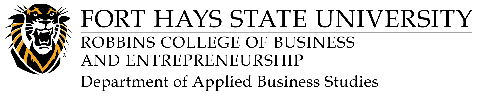 FORT HAYS STATE UNIVERSITY
ROBBINS COLLEGE OF BUSINESS
AND ENTREPRENEURSHIP
Department of Applied Business Studies